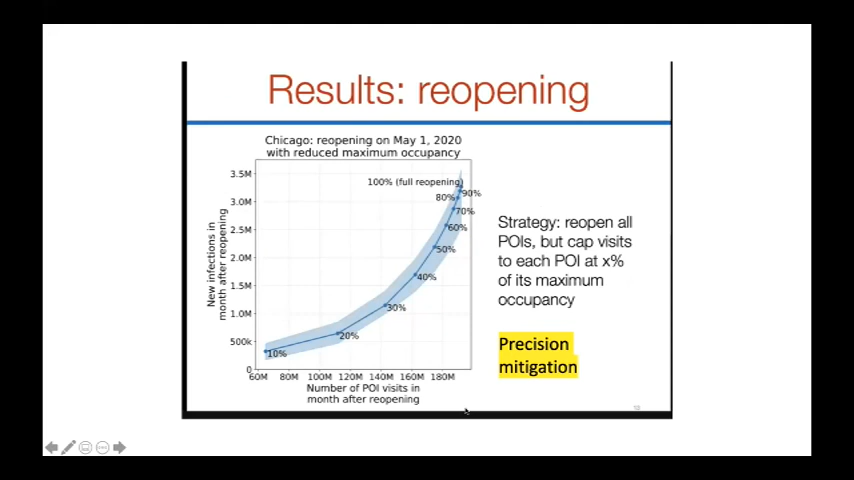 Results: reopening
Chicago: reopening on May 1, 2020
with reduced maximum occupancy
3.5M
3.0M
2.5M
2.0M
1.5M
1.0M
500k
0
New infections in
month after reopening
100% (full reopening)
90%
80%
70%
60%
50%
40%
30%
20%
10%
60M 80M 100M 120M 140M 160M 180M
Number of POI visits in
month after reopening
Strategy: reopen all
POIs, but cap visits
to each POI at x%
of its maximum
occupancy
Precision
mitigation